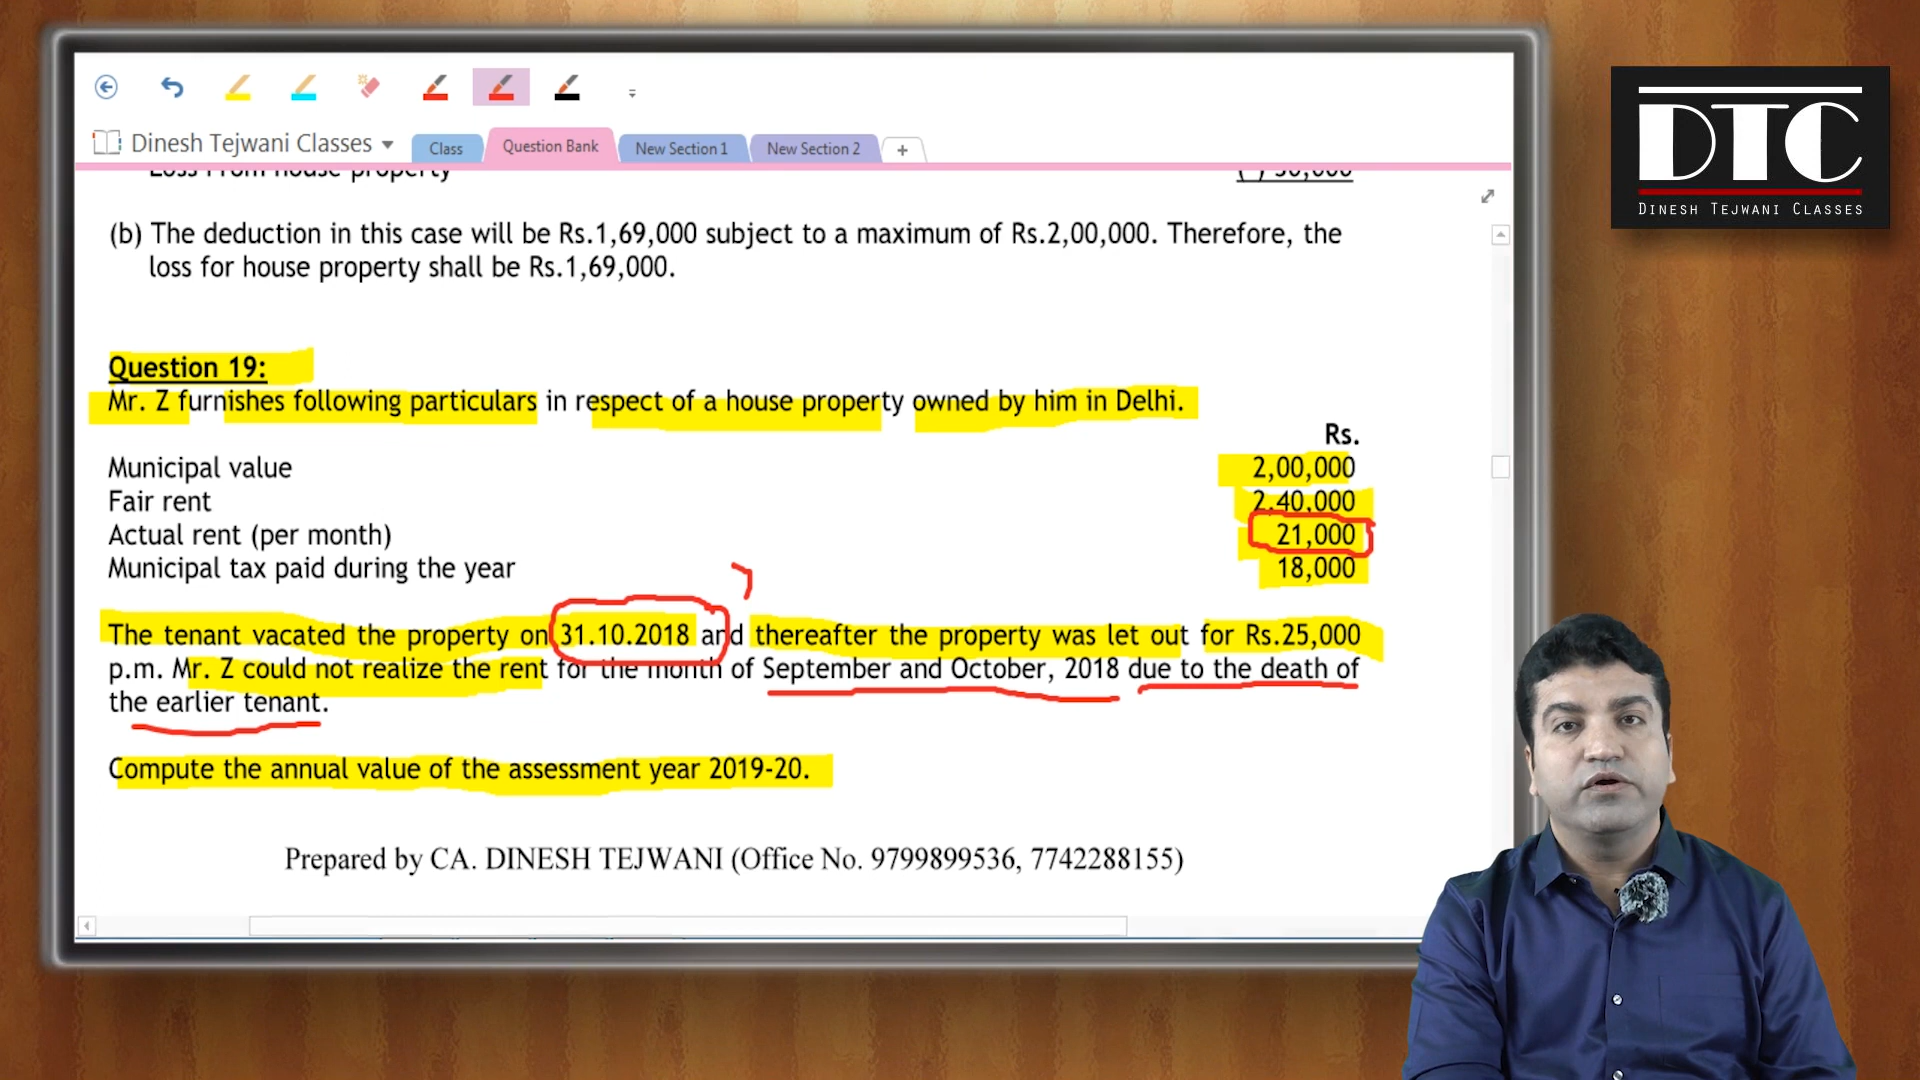 Dinesh Tejwani Classes
Class
Question Bank
New Section 1
New Section 2
DTC
DINESH TEJWANI CLASSES
Loss From house property (-) 30,000
(b) The deduction in this case will be Rs.1,69,000 subject to a maximum of Rs.2,00,000. Therefore, the
loss for house property shall be Rs.1,69,000.
Question 19:
Mr. Z furnishes following particulars in respect of a house property owned by him in Delhi.
Rs.
Municipal value 2,00,000
Fair rent 2,40,000
Actual rent (per month) 21,000
Municipal tax paid during the year 18,000
The tenant vacated the property on 31.10.2018 and thereafter the property was let out for Rs.25,000
p.m. Mr. Z could not realize the rent for the month of September and October, 2018 due to the death of
the earlier tenant.
Compute the annual value of the assessment year 2019-20.
Prepared by CA. DINESH TEJWANI (Office No. 9799899536, 7742288155)